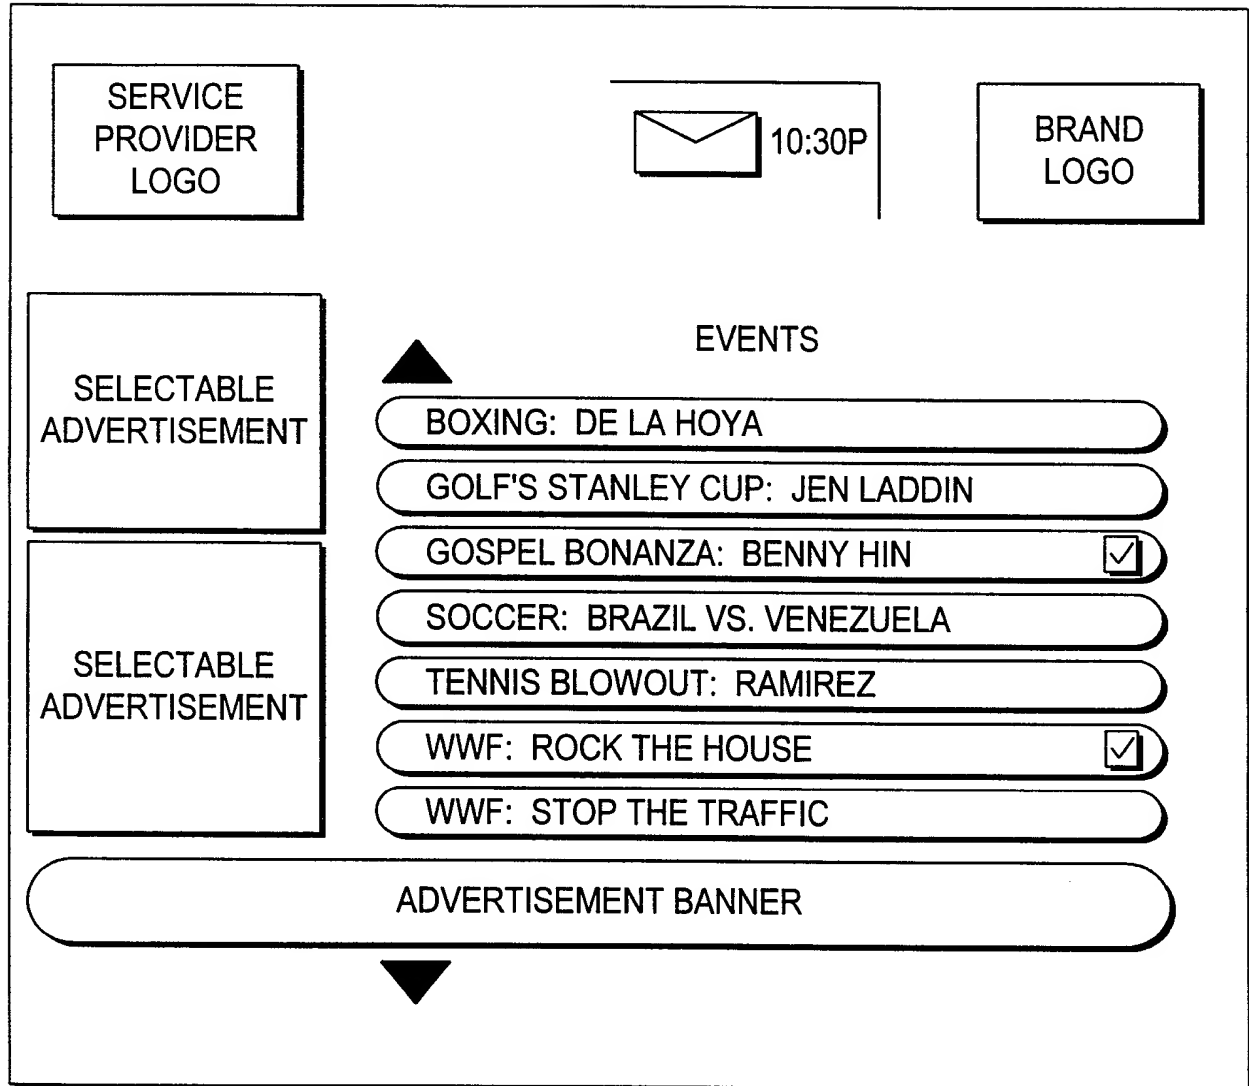 SERVICE
PROVIDER
LOGO
10:30P
BRAND
LOGO
SELECTABLE
ADVERTISEMENT
SELECTABLE
ADVERTISEMENT
EVENTS
BOXING: DE LA HOYA
GOLF'S STANLEY CUP: JEN LADDIN
GOSPEL BONANZA: BENNY HIN
SOCCER: BRAZIL VS. VENEZUELA
TENNIS BLOWOUT: RAMIREZ
WWF: ROCK THE HOUSE
WWF: STOP THE TRAFFIC
ADVERTISEMENT BANNER